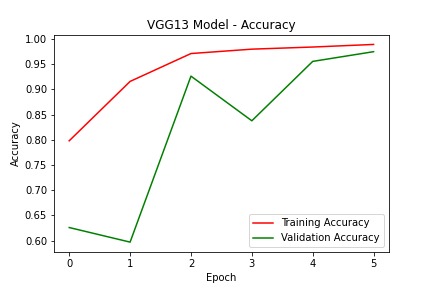 VGG13 Model - Accuracy
1.00
0.95
0.90
0.85
0.80
0.75
0.70
0.65
0.60
Accuracy
Training Accuracy
Validation Accuracy
0 1 2 3 4 5
Epoch